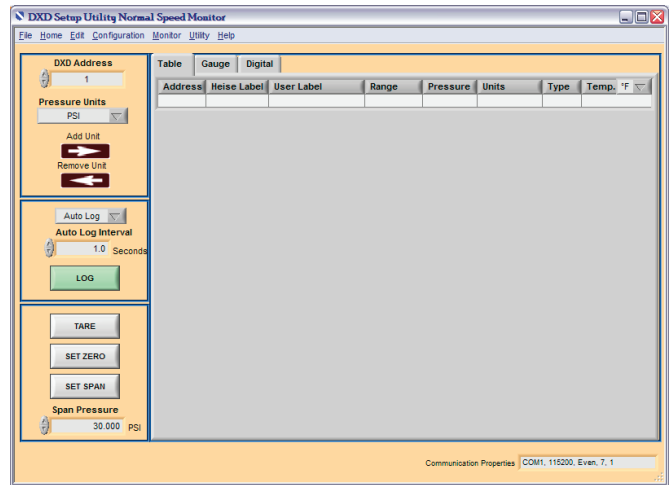 DXD Setup Utility Normal Speed Monitor
File Home Edit Configuration Monitor Utility Help
DXD Address
1
Pressure Units
PSI
Add Unit
Remove Unit
Auto Log
Auto Log Interval
1.0 Seconds
LOG
TARE
SET ZERO
SET SPAN
Span Pressure
30.000 PSI
Table Gauge Digital
Address Heise Label User Label Range Pressure Units Type Temp. °F
Communication Properties COM1, 115200, Even, 7, 1